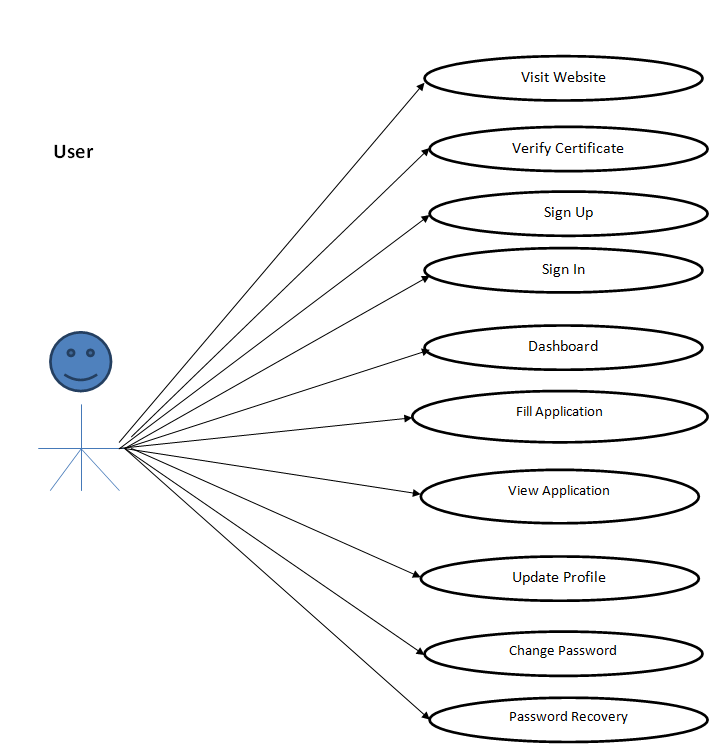 Visit Website
User
Verify Certificate
Sign Up
Sign In
Dashboard
Fill Application
View Application
Update Profile
Change Password
Password Recovery